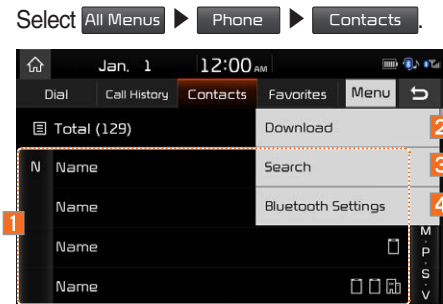 Select All Menus ▶ Phone ▶ Contacts .
Jan. 1 12:00 AM
Dial Call History Contacts Favorites Menu
Total (129) Download 2
N Name Search 3
Name Bluetooth Settings 4
1
Name M
P
Name S
V